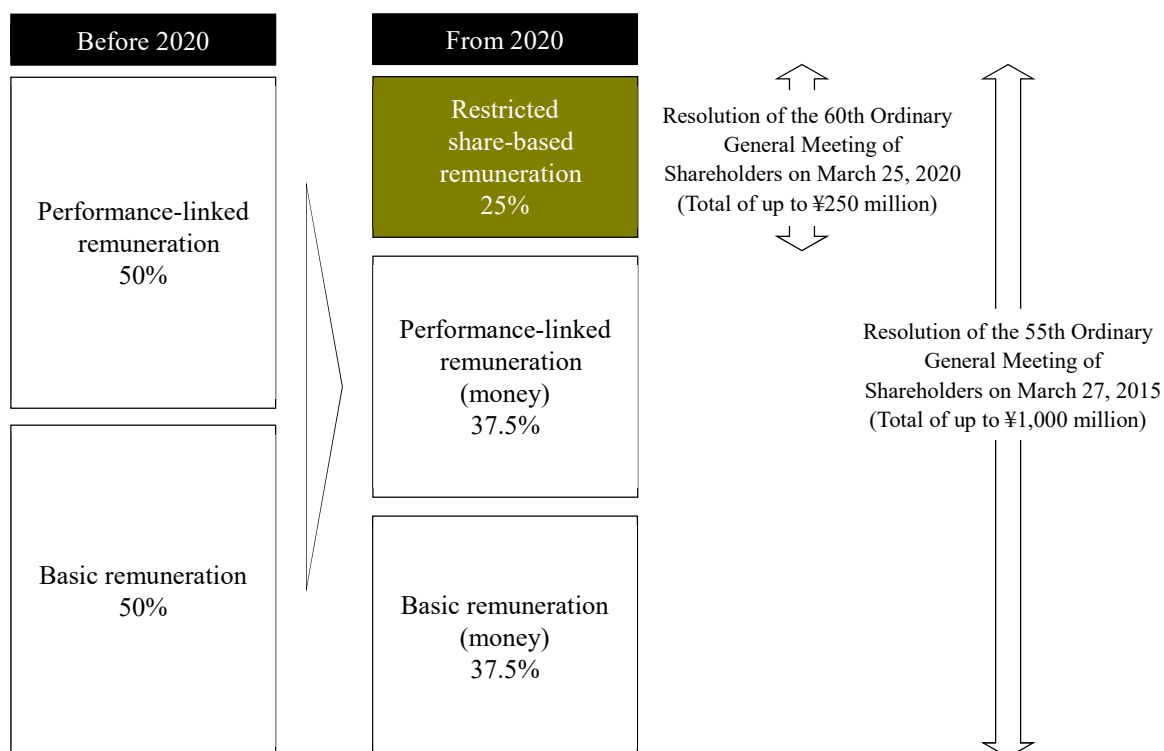 Before 2020
Performance-linked
remuneration
50%
Basic remuneration
50%
From 2020
Restricted
share-based
remuneration
25%
Performance-linked
remuneration
(money)
37.5%
Basic remuneration
(money)
37.5%
Resolution of the 60th Ordinary
General Meeting of
Shareholders on March 25, 2020
(Total of up to ¥250 million)
Resolution of the 55th Ordinary
General Meeting of
Shareholders on March 27, 2015
(Total of up to ¥1,000 million)